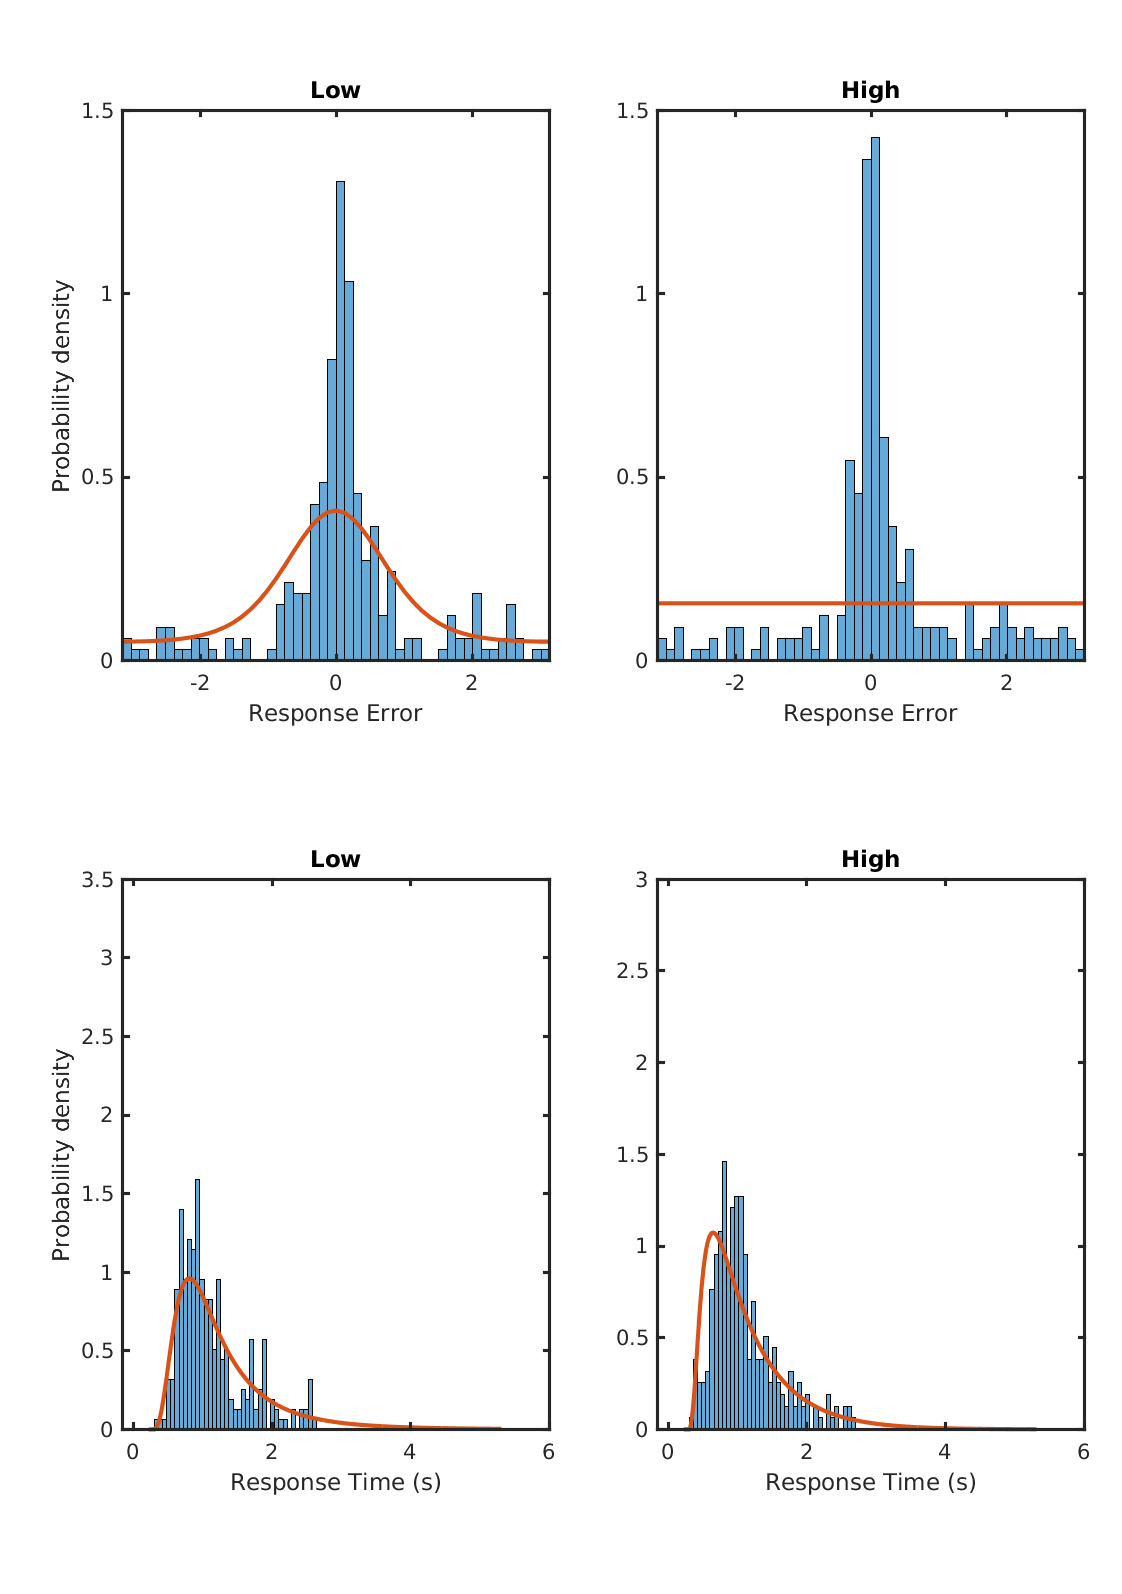 Low High
1.5 1.5
1 1
0.5 0.5
0 0
Probability density
-2 0 2 -2 0 2
Response Error Response Error
Low High
3.5 3
3 2.5
2.5 2
2 1.5
1.5 1
1 0.5
0.5 0
0
Probability density
0 2 4 6 0 2 4 6
Response Time (s) Response Time (s)